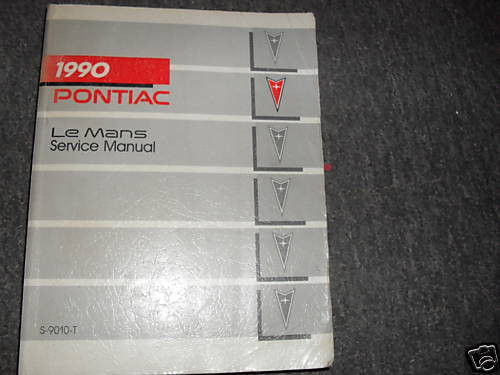 1990
PONTIAC
Le Mans
Service Manual
S-9010-T